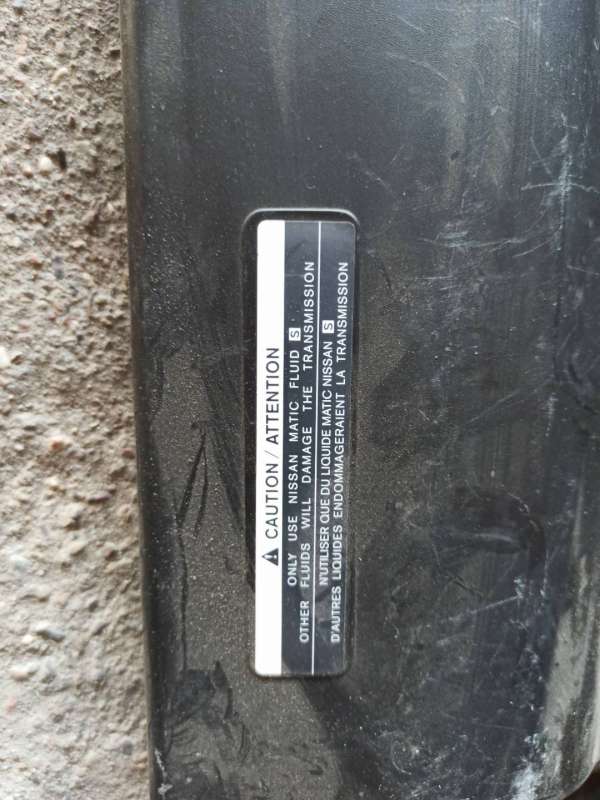 ⚠ CAUTION / ATTENTION
ONLY USE NISSAN MATIC FLUID S
OTHER FLUIDS WILL DAMAGE THE TRANSMISSION
N'UTILISER QUE DU LIQUIDE MATIC NISSAN S
D'AUTRES LIQUIDES ENDOMMAGERAIENT LA TRANSMISSION